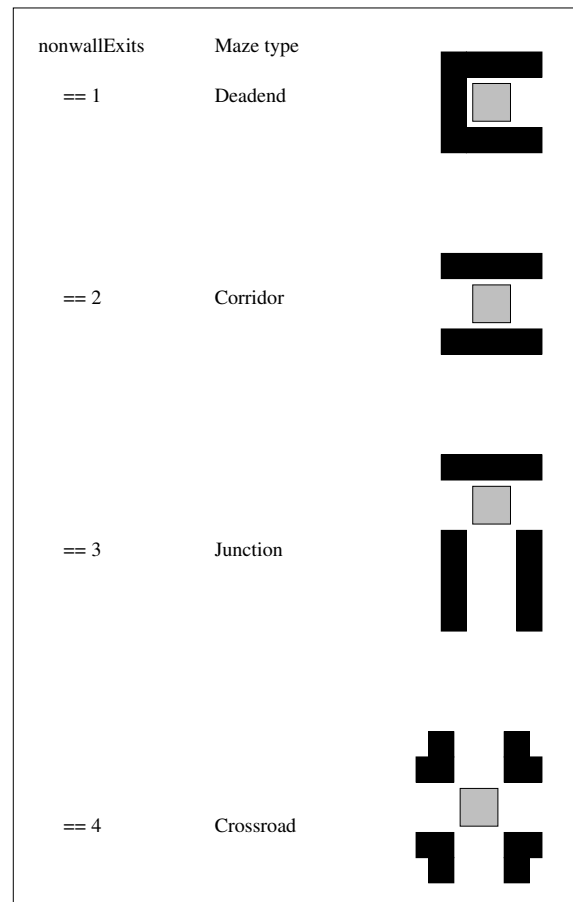 nonwallExits Maze type
== 1 Deadend
== 2 Corridor
== 3 Junction
== 4 Crossroad